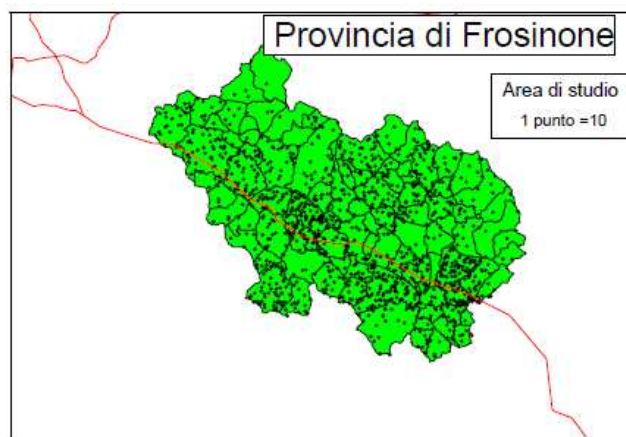 Provincia di Frosinone
Area di studio
1 punto =10